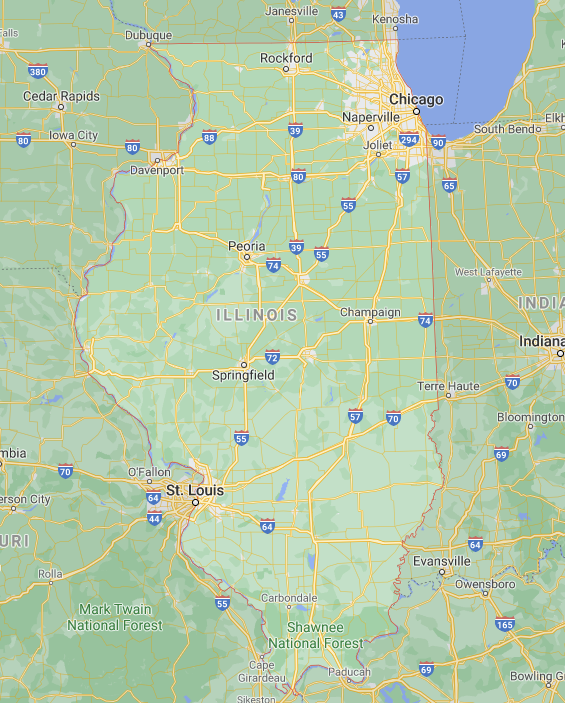 Janesville
43
Kenosha
alls
Dubuque
Rockford
380
Cedar Rapids
Chicago
Naperville
Elkh
South Bend
Iowa City
80
80
88
39
294
90
Joliet
Davenport
80
57
65
55
Peoria
39
55
74
West Lafayette
INDIA
ILLINOIS
Champaign
74
Indiana
72
Springfield
Terre Haute
70
57
70
Bloomington
55
69
mbia
70
O'Fallon
St. Louis
64
erson City
44
64
URI
64
Evansville
Rolla
Owensboro
55
Carbondale
Mark Twain
National Forest
165
Shawnee
National Forest
Cape
Girardeau
Paducah
69
Bowling G
Sikeston